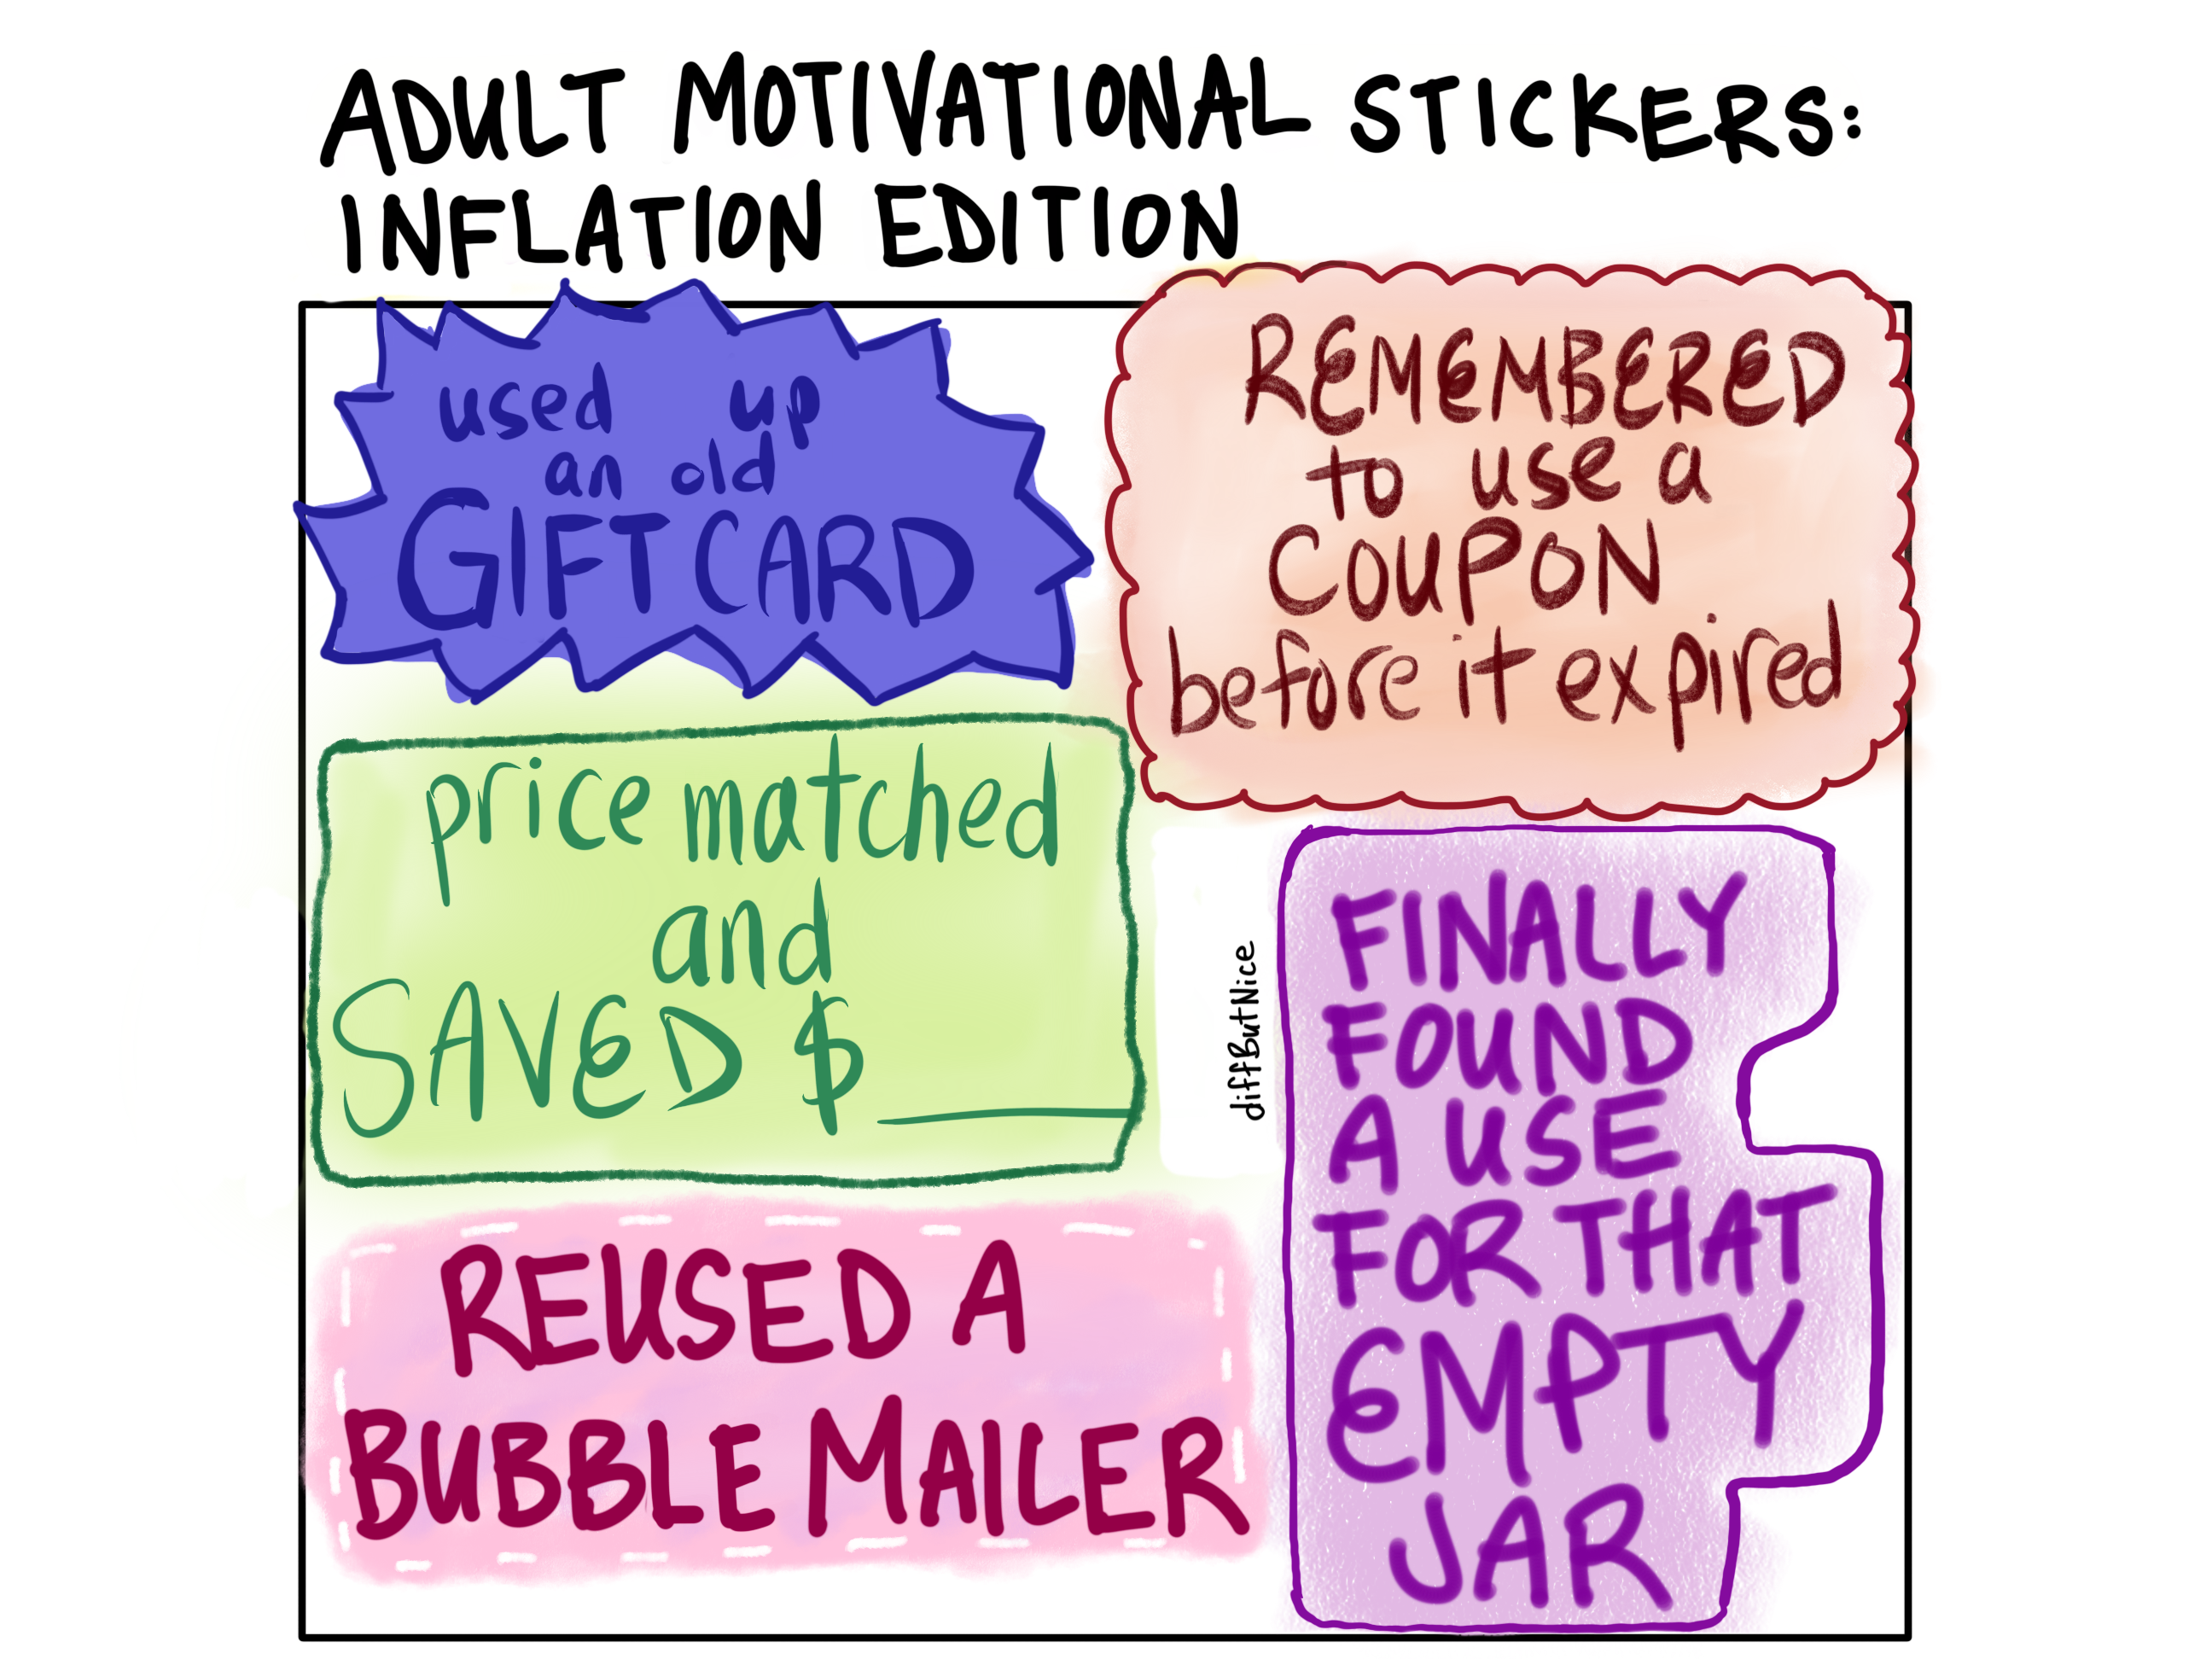 ADULT MOTIVATIONAL STICKERS:
INFLATION EDITION
used up
an old
GIFT CARD
REMEMBERED
to use a
COUPON
before it expired
price matched
and
SAVED $____
diffButNice
FINALLY
FOUND
A USE
FOR THAT
EMPTY
JAR
REUSED A
BUBBLE MAILER